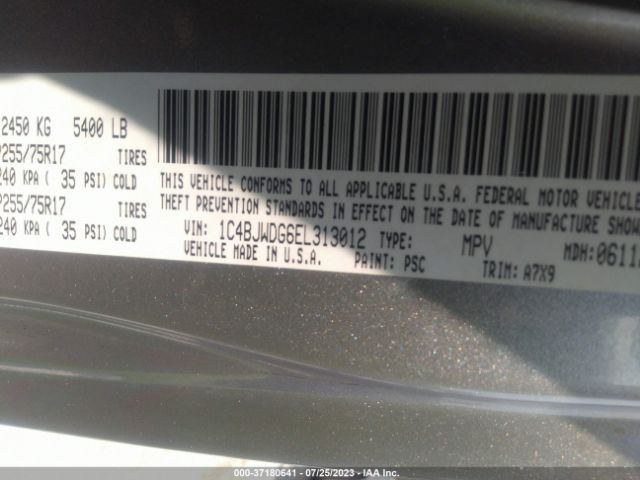 2450 KG 5400 LB
P255/75R17 TIRES
240 KPA ( 35 PSI) COLD
P255/75R17 TIRES
240 KPA ( 35 PSI) COLD
THIS VEHICLE CONFORMS TO ALL APPLICABLE U.S.A. FEDERAL MOTOR VEHICLE
THEFT PREVENTION STANDARDS IN EFFECT ON THE DATE OF MANUFACTURE SHOW
VIN: 1C4BJWDG6EL313012 TYPE: MPV MDH:0611
VEHICLE MADE IN U.S.A. PAINT: PSC TRIM: A7X9
000-37180641 / 07/25/2023 - Copyright IAA, Inc.